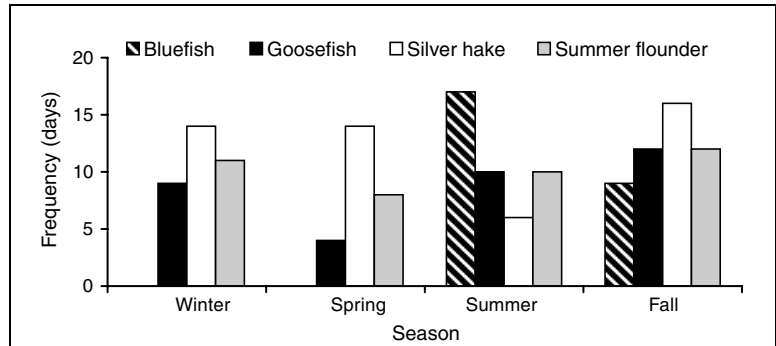 Bluefish Goosefish Silver hake Summer flounder
20
15
10
5
0
Frequency (days)
Winter Spring Summer Fall
Season